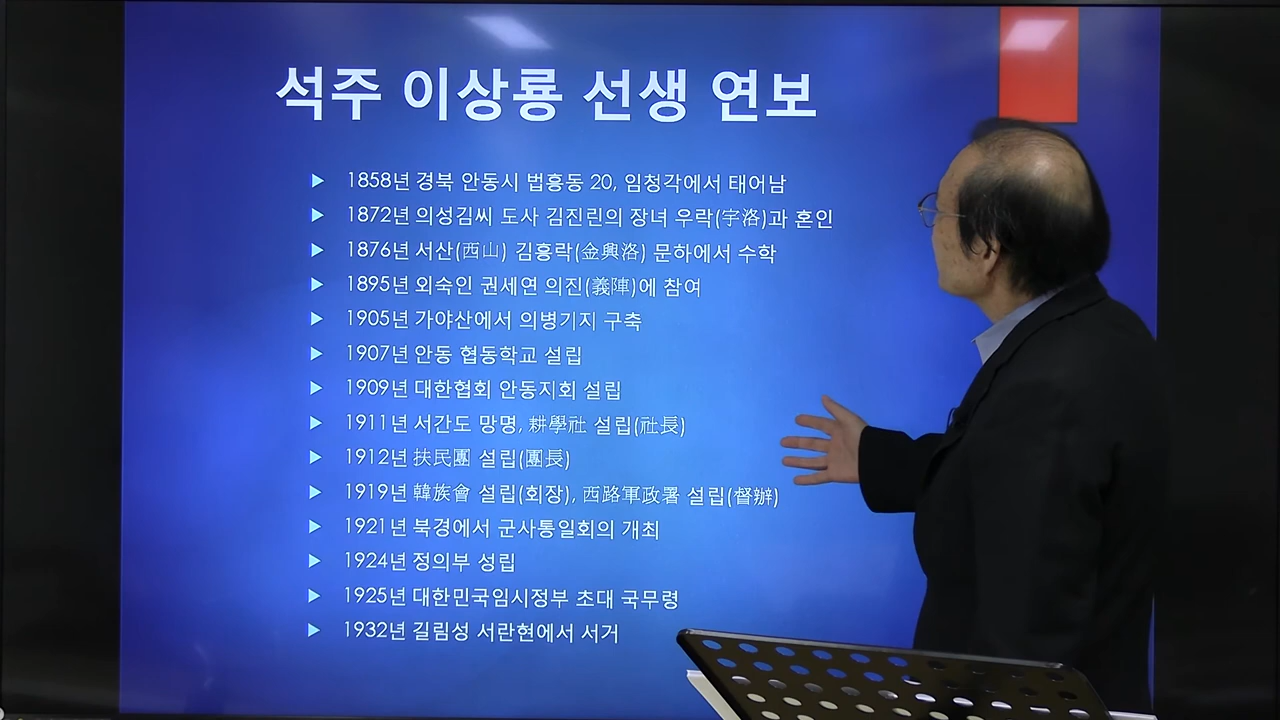 석주 이상룡 선생 연보
▶ 1858년 경북 안동시 법흥동 20, 임청각에서 태어남
▶ 1872년 의성김씨 도사 김진린의 장녀 우락(宇洛)과 혼인
▶ 1876년 서산(西山) 김흥락(金興洛) 문하에서 수학
▶ 1895년 외숙인 권세연 의진(義陣)에 참여
▶ 1905년 가야산에서 의병기지 구축
▶ 1907년 안동 협동학교 설립
▶ 1909년 대한협회 안동지회 설립
▶ 1911년 서간도 망명, 耕學社 설립(社長)
▶ 1912년 扶民團 설립(團長)
▶ 1919년 韓族會 설립(회장), 西路軍政署 설립(督辦)
▶ 1921년 북경에서 군사통일회의 개최
▶ 1924년 정의부 성립
▶ 1925년 대한민국임시정부 초대 국무령
▶ 1932년 길림성 서란현에서 서거